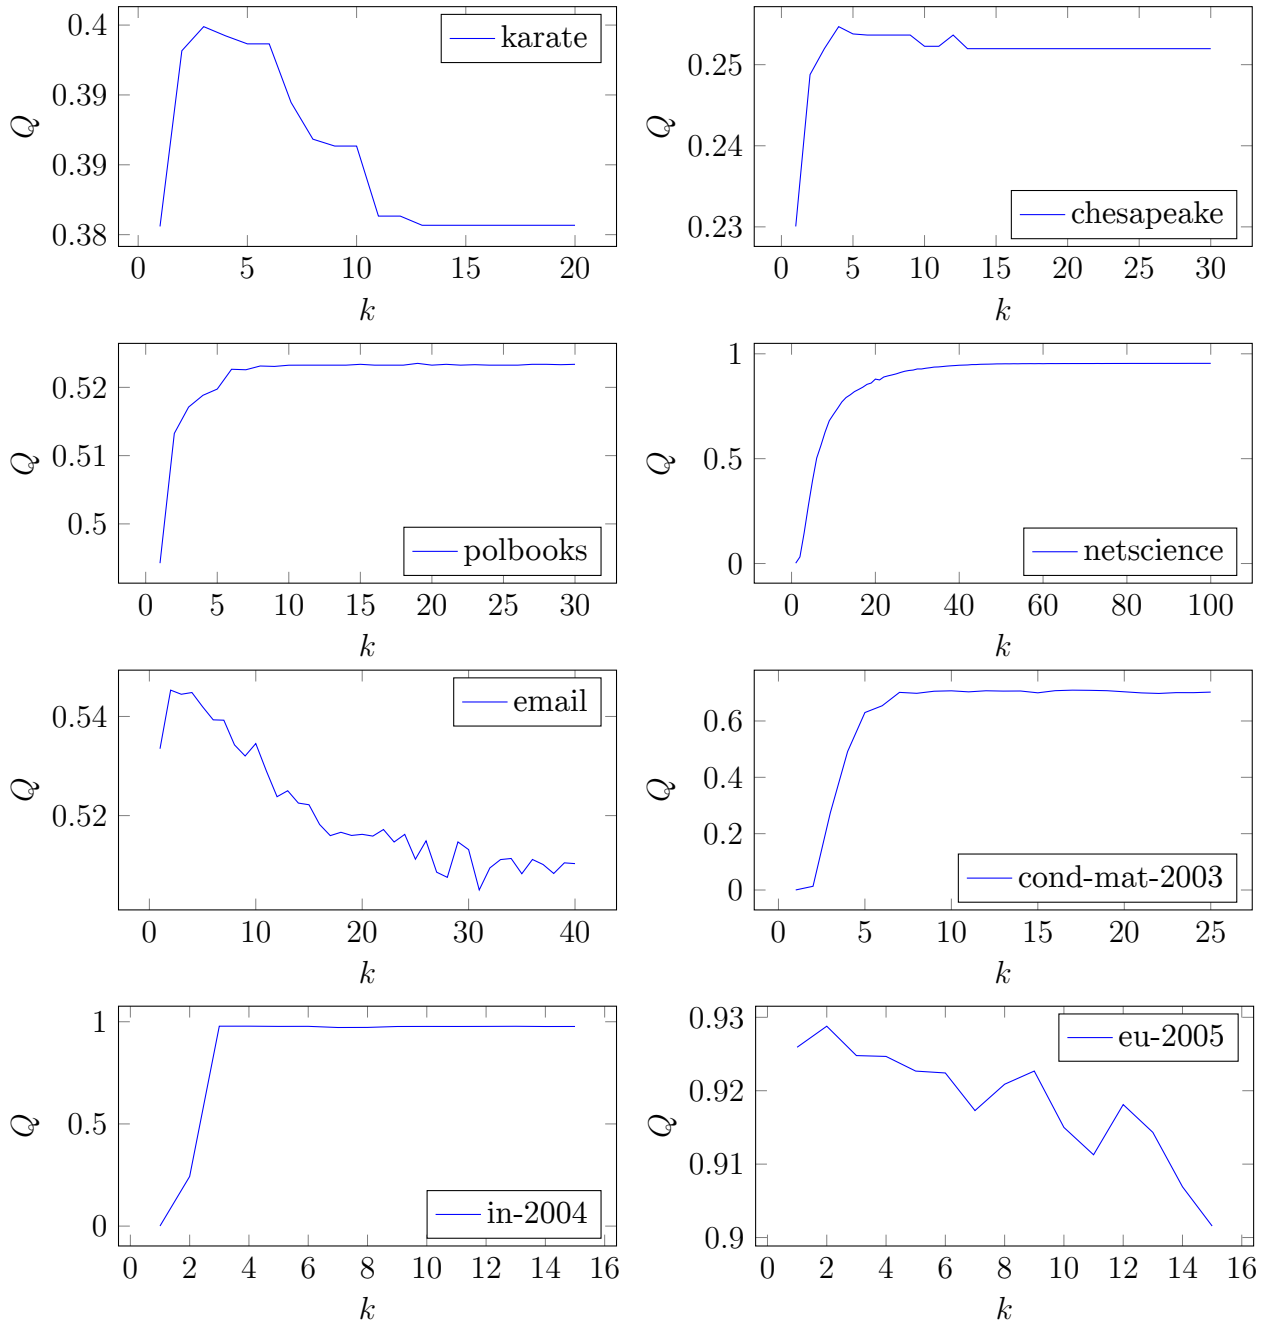 0.4
0.39
0.39
0.38
Q
karate
0 5 10 15 20
k
0.25
0.24
0.23
Q
chesapeake
0 5 10 15 20 25 30
k
0.52
0.51
0.5
Q
polbooks
0 5 10 15 20 25 30
k
1
0.5
0
Q
netscience
0 20 40 60 80 100
k
0.54
0.52
Q
email
0 10 20 30 40
k
0.6
0.4
0.2
0
Q
cond-mat-2003
0 5 10 15 20 25
k
1
0.5
0
Q
in-2004
0 2 4 6 8 10 12 14 16
k
0.93
0.92
0.91
0.9
Q
eu-2005
0 2 4 6 8 10 12 14 16
k